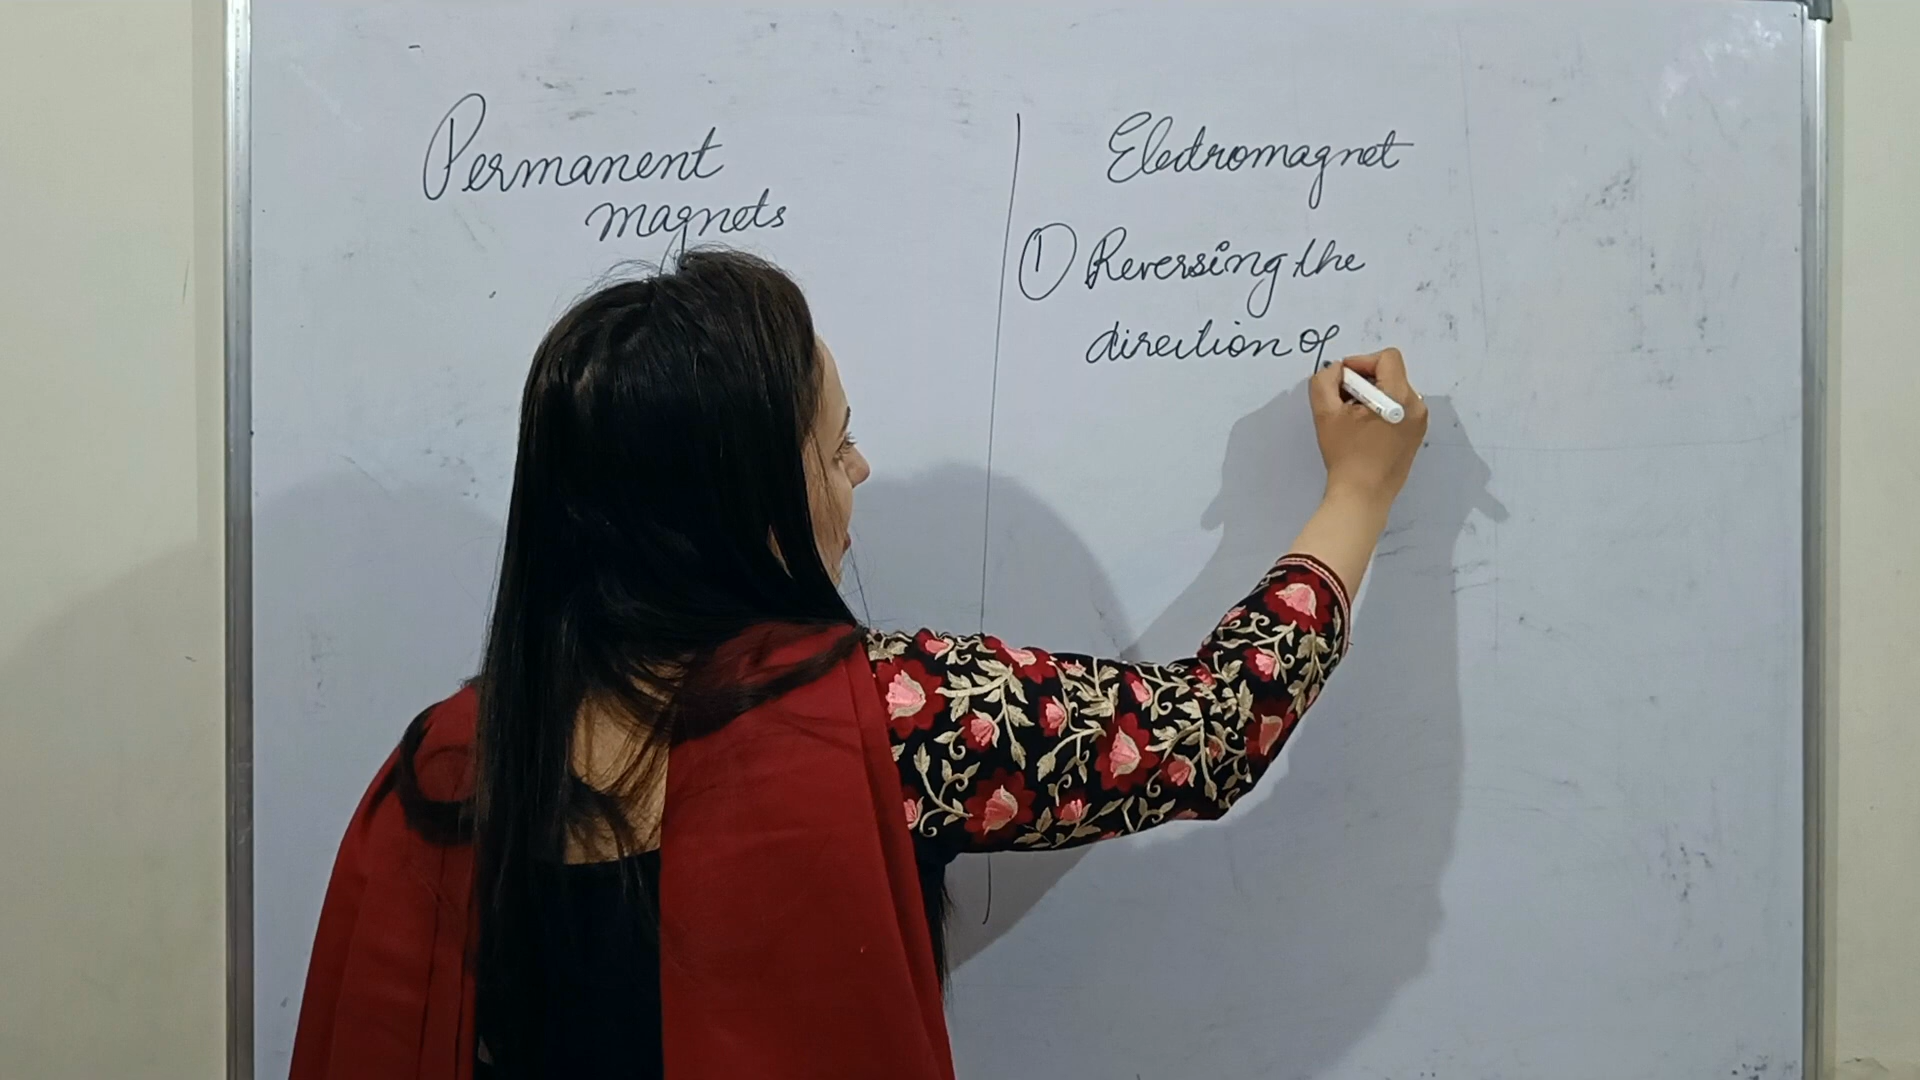 Permanent
magnets
Electromagnet
① Reversing the
direction of